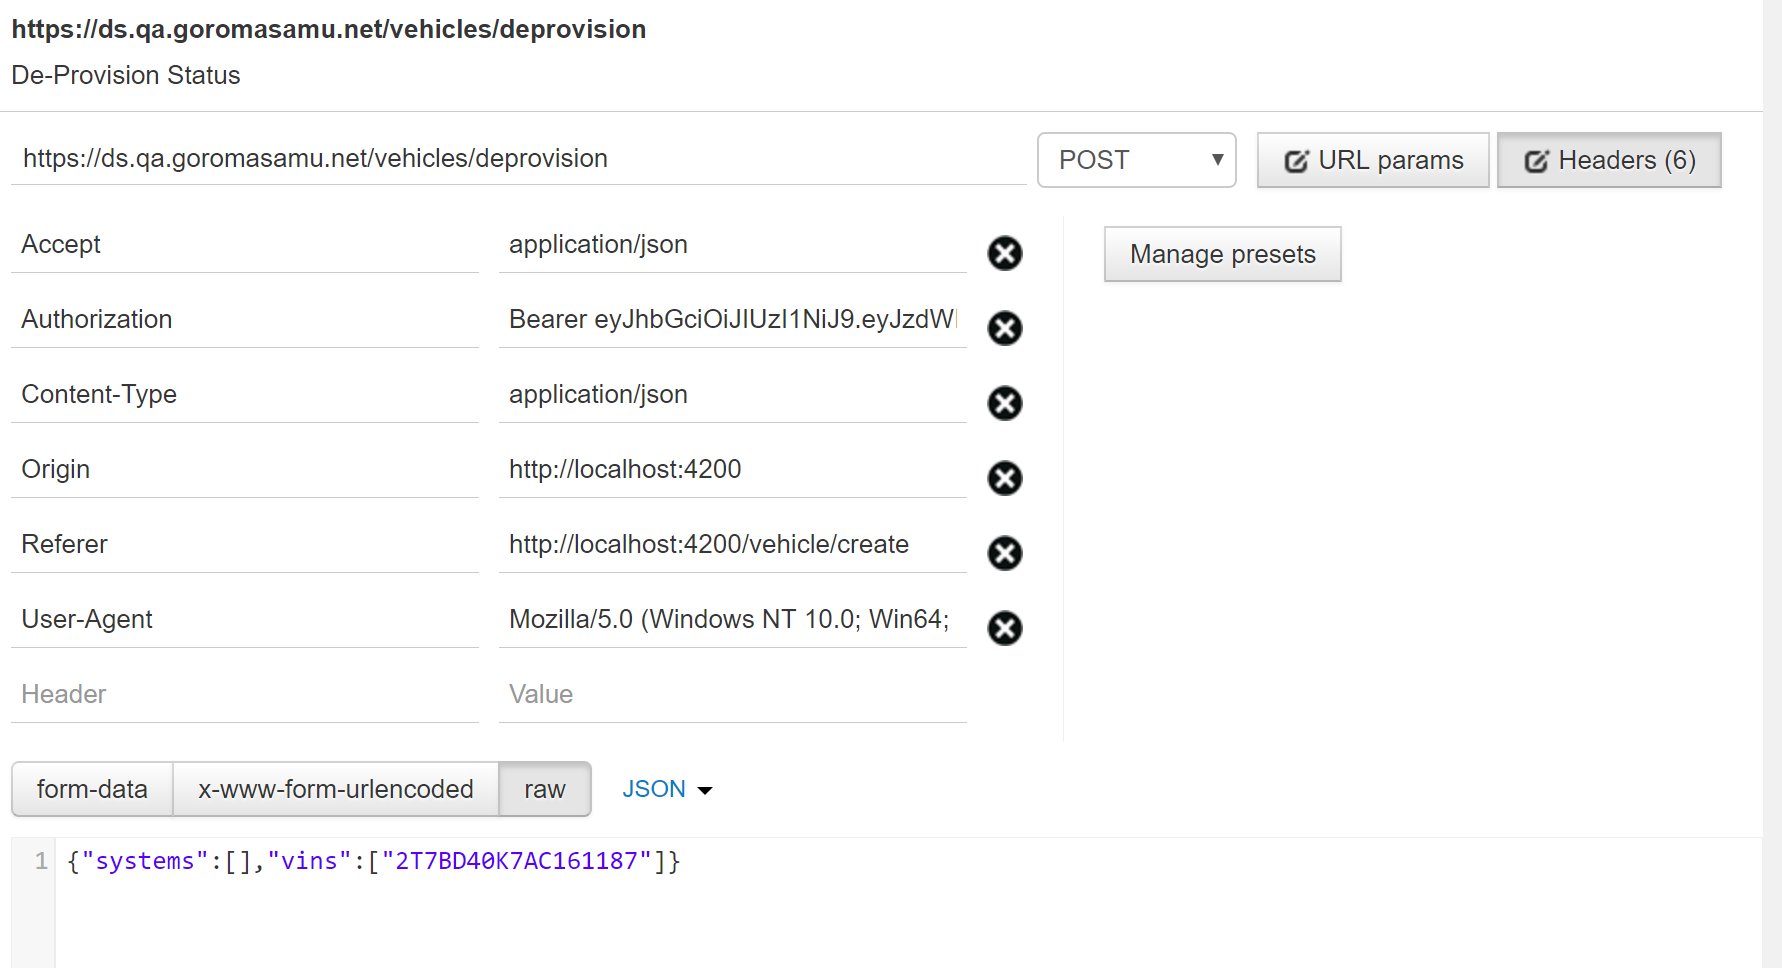 https://ds.qa.goromasamu.net/vehicles/deprovision
De-Provision Status
https://ds.qa.goromasamu.net/vehicles/deprovision POST URL params Headers (6)
Accept application/json Manage presets
Authorization Bearer eyJhbGciOiJIUzI1NiJ9.eyJzdW
Content-Type application/json
Origin http://localhost:4200
Referer http://localhost:4200/vehicle/create
User-Agent Mozilla/5.0 (Windows NT 10.0; Win64;
Header Value
form-data x-www-form-urlencoded raw JSON
1 {"systems":[],"vins":["2T7BD40K7AC161187"]}